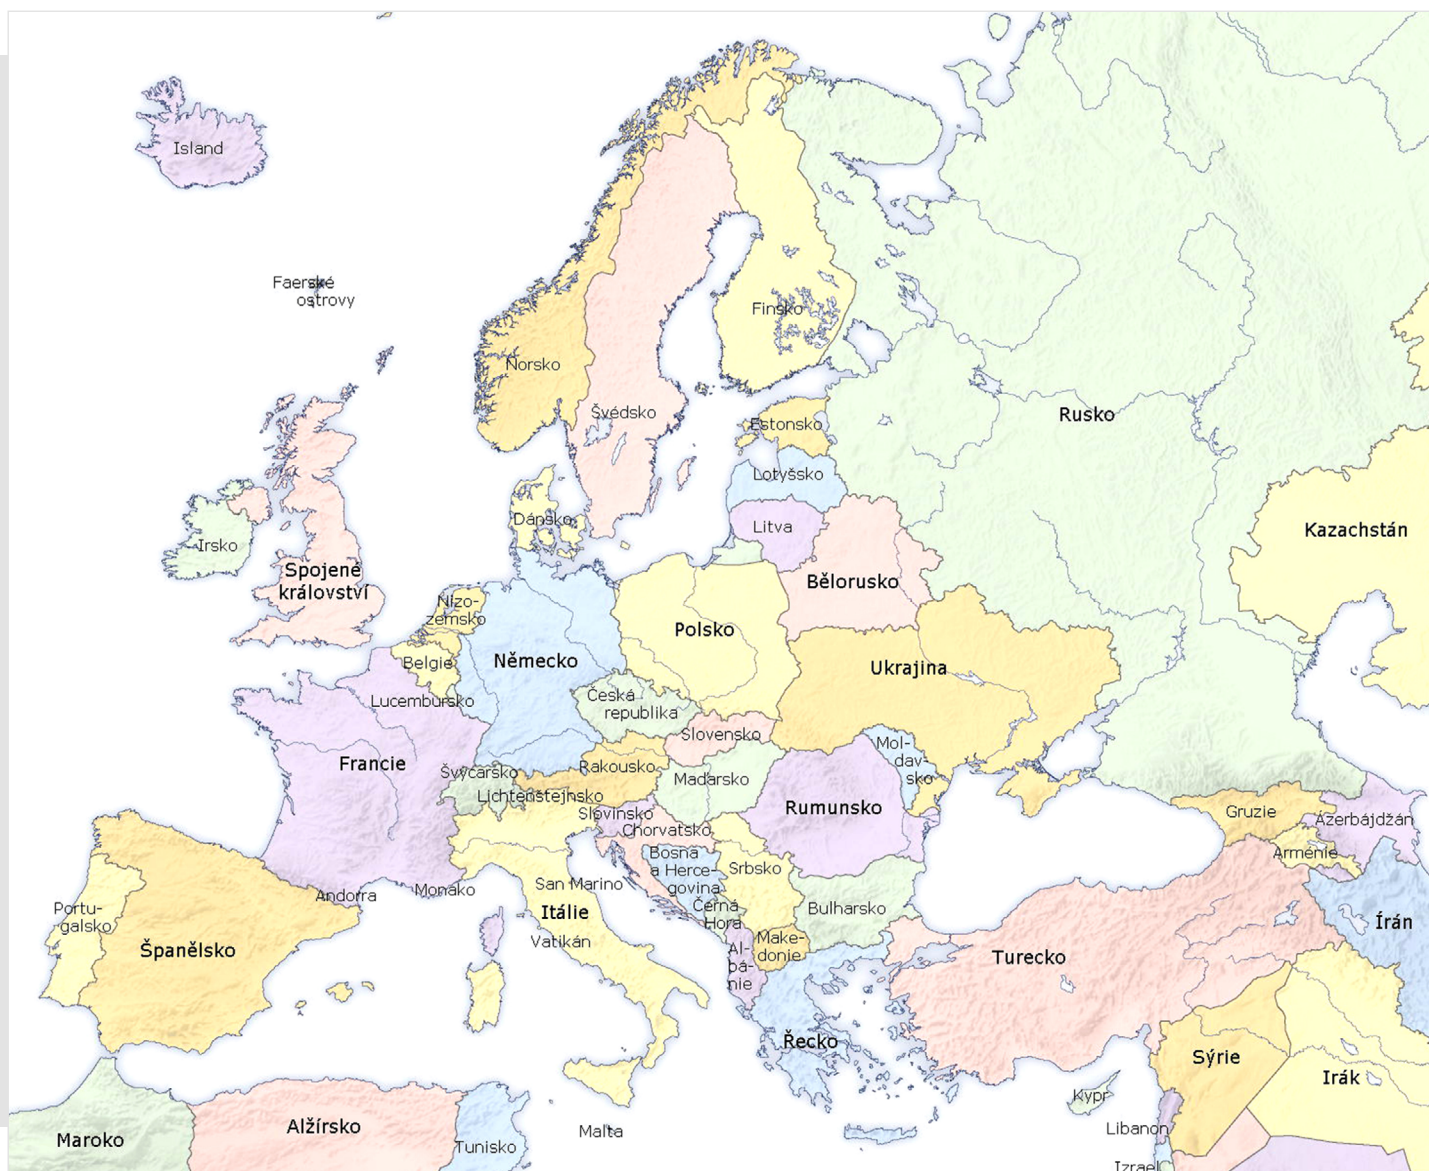 Island
Faerské
ostrovy
Norsko
Finsko
Švédsko
Estonsko
Rusko
Lotyšsko
Litva
Dánsko
Irsko
Spojené
království
Bělorusko
Kazachstán
Nizo-
zemsko
Polsko
Německo
Belgie
Ukrajina
Lucembursko
Česká
republika
Slovensko
Mol-
dav-
sko
Francie
Švýcarsko
Rakousko
Maďarsko
Lichtenštejnsko
Rumunsko
Slovinsko
Chorvatsko
Gruzie
Azerbájdžán
Arménie
Bosna
a Herce-
govina
Srbsko
San Marino
Monako
Andorra
Itálie
Černá
Hora
Bulharsko
Portu-
galsko
Španělsko
Vatikán
Make-
donie
Al-
bá-
nie
Turecko
Írán
Řecko
Sýrie
Irák
Kypr
Libanon
Malta
Maroko
Alžírsko
Tunisko
Izrael